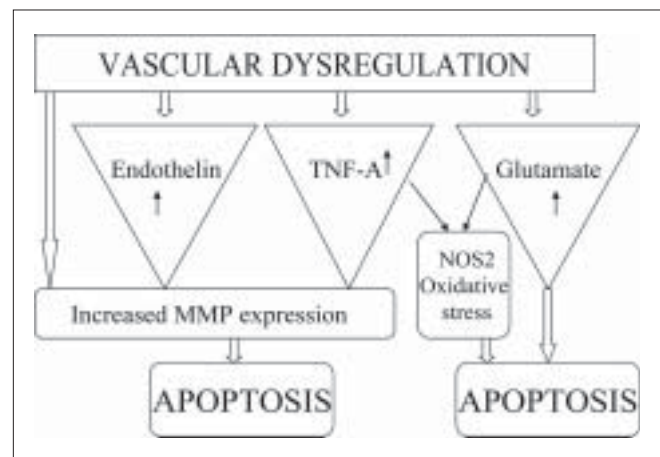 VASCULAR DYSREGULATION
Endothelin
↑
TNF-A↑
Glutamate
↑
NOS2
Oxidative
stress
Increased MMP expression
APOPTOSIS
APOPTOSIS